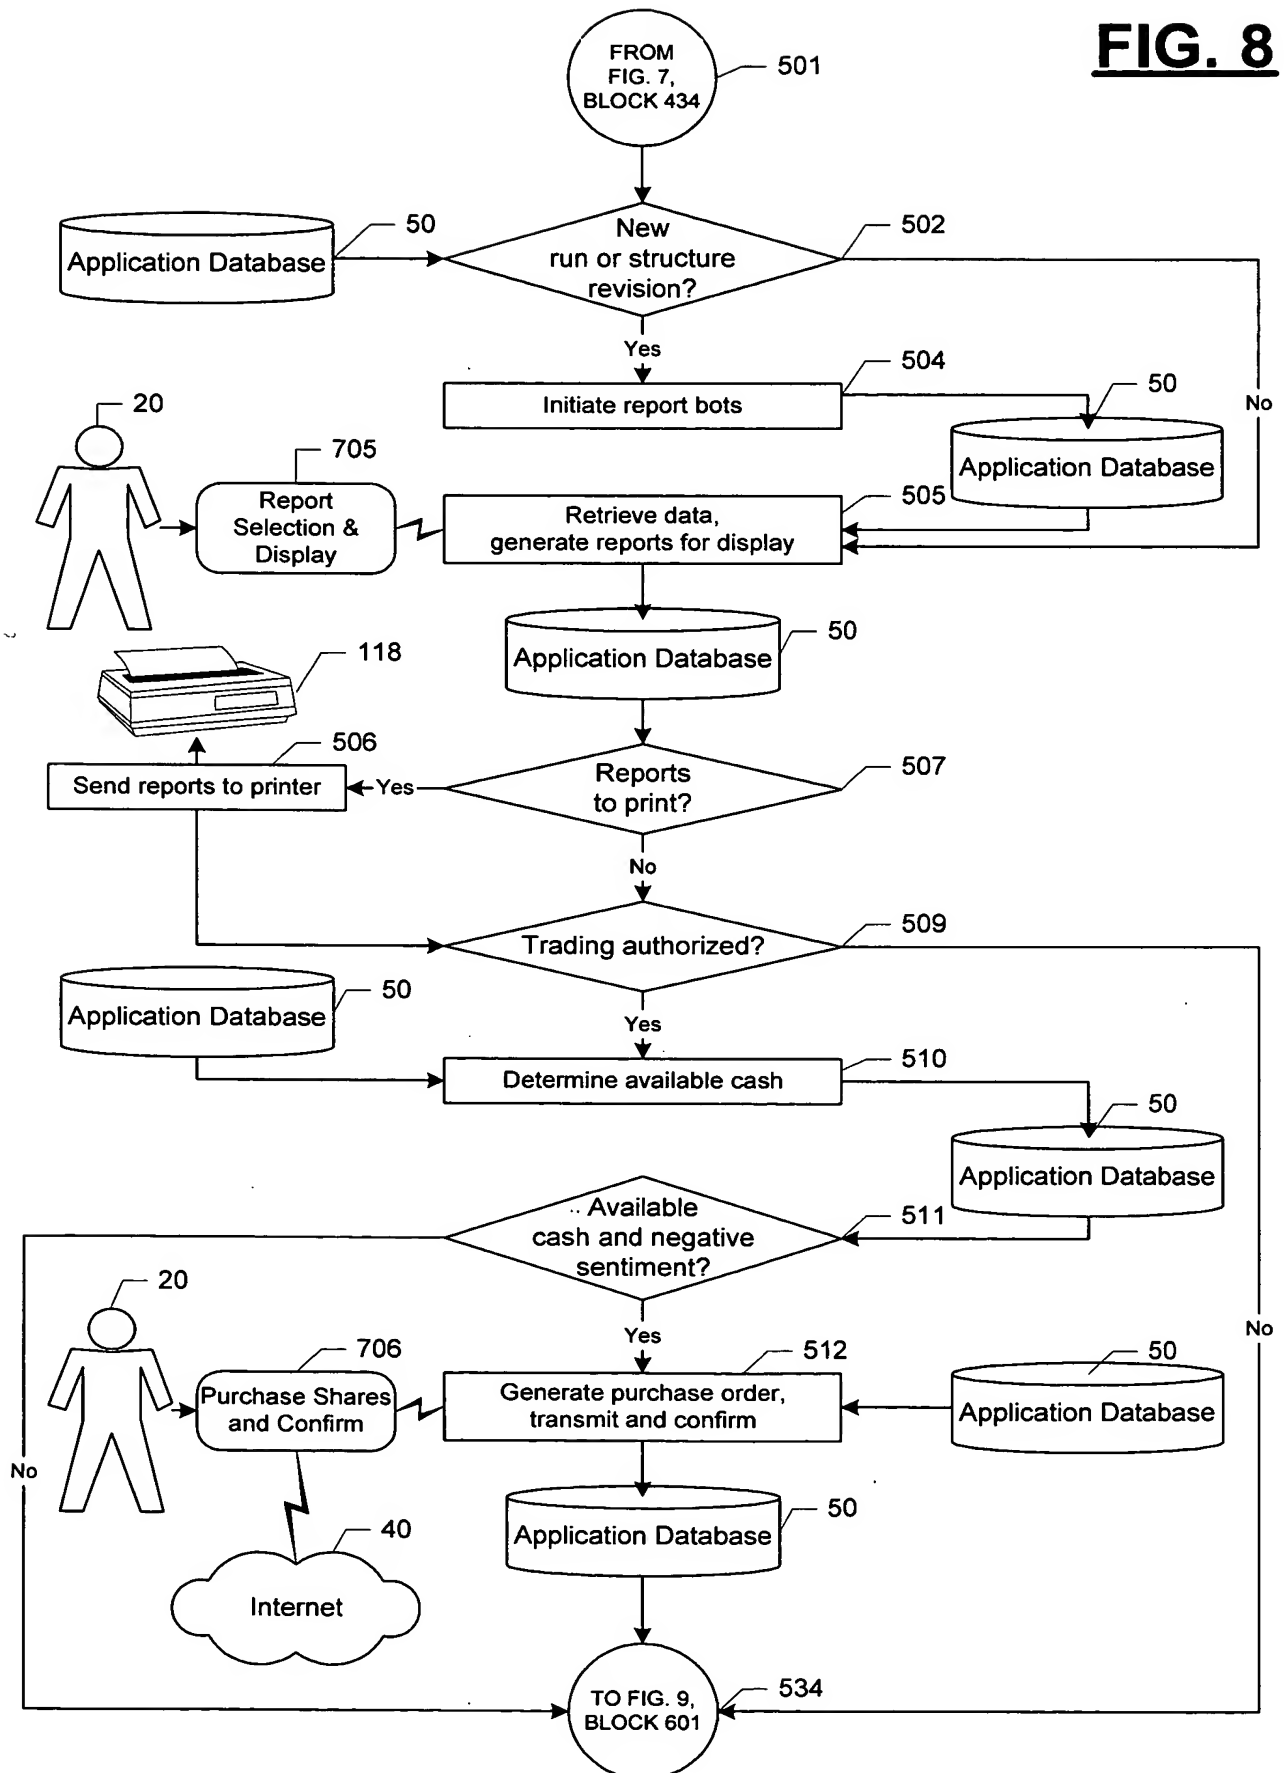 FIG. 8
FROM
FIG. 7,
BLOCK 434
501
50
Application Database
New
run or structure
revision?
502
Yes
No
504
Initiate report bots
50
Application Database
20
705
Report
Selection &
Display
505
Retrieve data,
generate reports for display
50
Application Database
118
506
Send reports to printer
Yes
Reports
to print?
507
No
Trading authorized?
509
50
Application Database
Yes
Determine available cash
510
50
Application Database
Available
cash and negative
sentiment?
511
20
Yes
No
706
Purchase Shares
and Confirm
512
Generate purchase order,
transmit and confirm
50
Application Database
No
50
Application Database
40
Internet
TO FIG. 9,
BLOCK 601
534